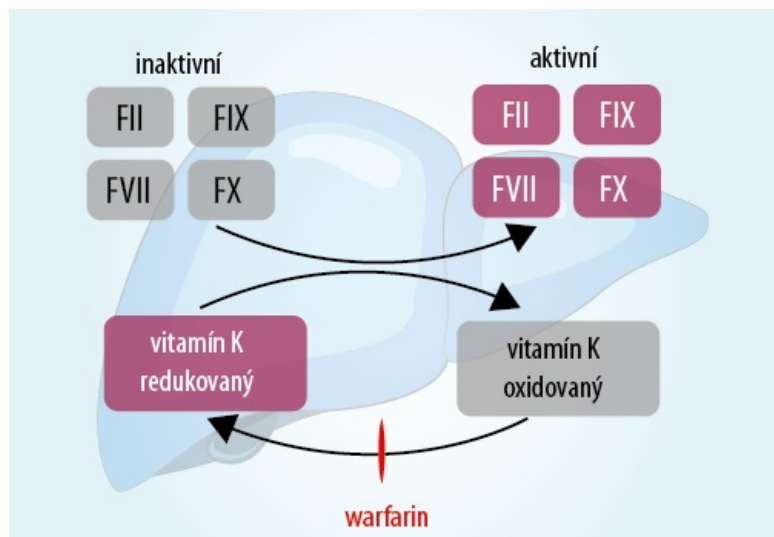 inaktivní
aktivní
FII
FIX
FII
FIX
FVII
FX
FVII
FX
vitamín K
redukovaný
vitamín K
oxidovaný
warfarin